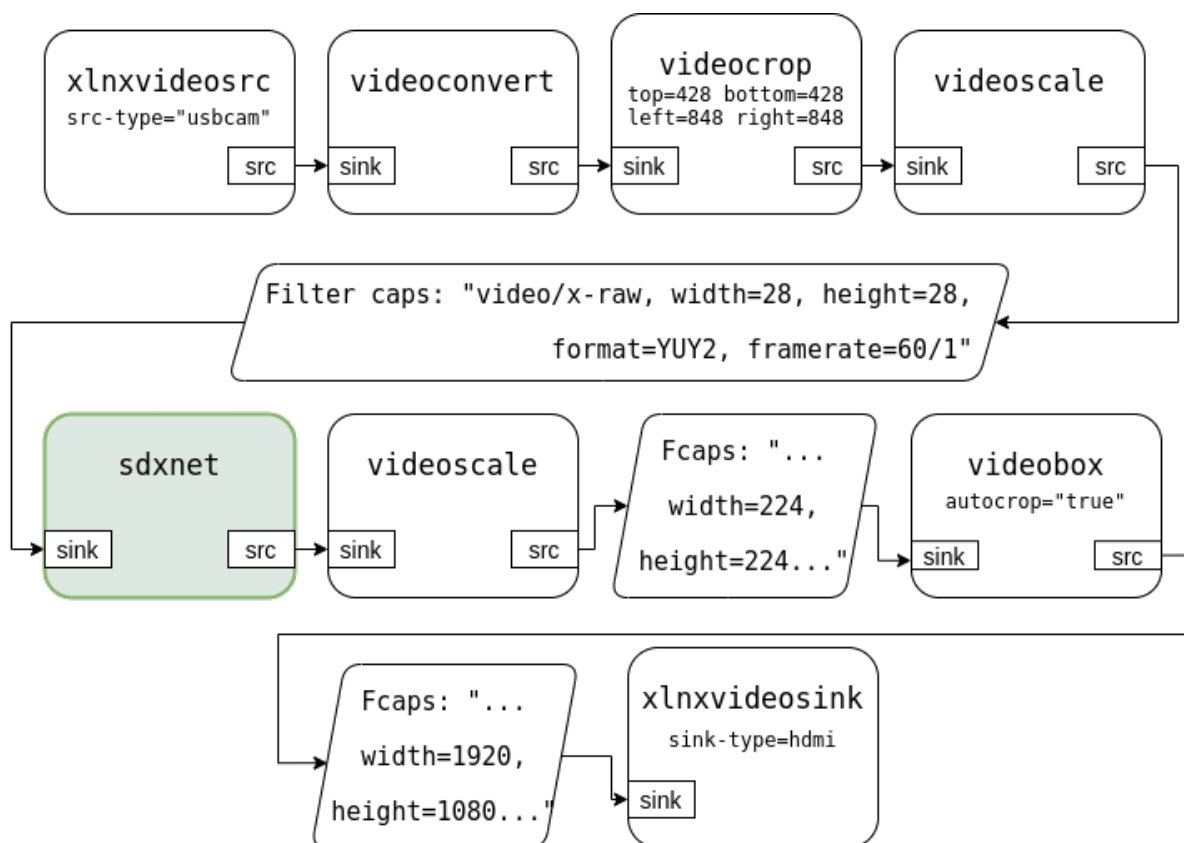 xlnxvideosrc
src-type="usbcam"
src
videoconvert
sink
src
videocrop
top=428 bottom=428
left=848 right=848
sink
src
videoscale
sink
src
Filter caps: "video/x-raw, width=28, height=28,
format=YUY2, framerate=60/1"
sdxnet
sink
src
videoscale
sink
src
Fcaps: "...
width=224,
height=224..."
videobox
autocrop="true"
sink
src
Fcaps: "...
width=1920,
height=1080..."
xlnxvideosink
sink-type=hdmi
sink